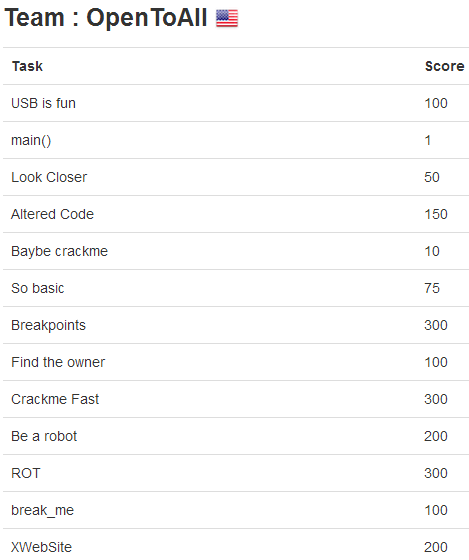 Team : OpenToAll
Task Score
USB is fun 100
main() 1
Look Closer 50
Altered Code 150
Baybe crackme 10
So basic 75
Breakpoints 300
Find the owner 100
Crackme Fast 300
Be a robot 200
ROT 300
break_me 100
XWebSite 200